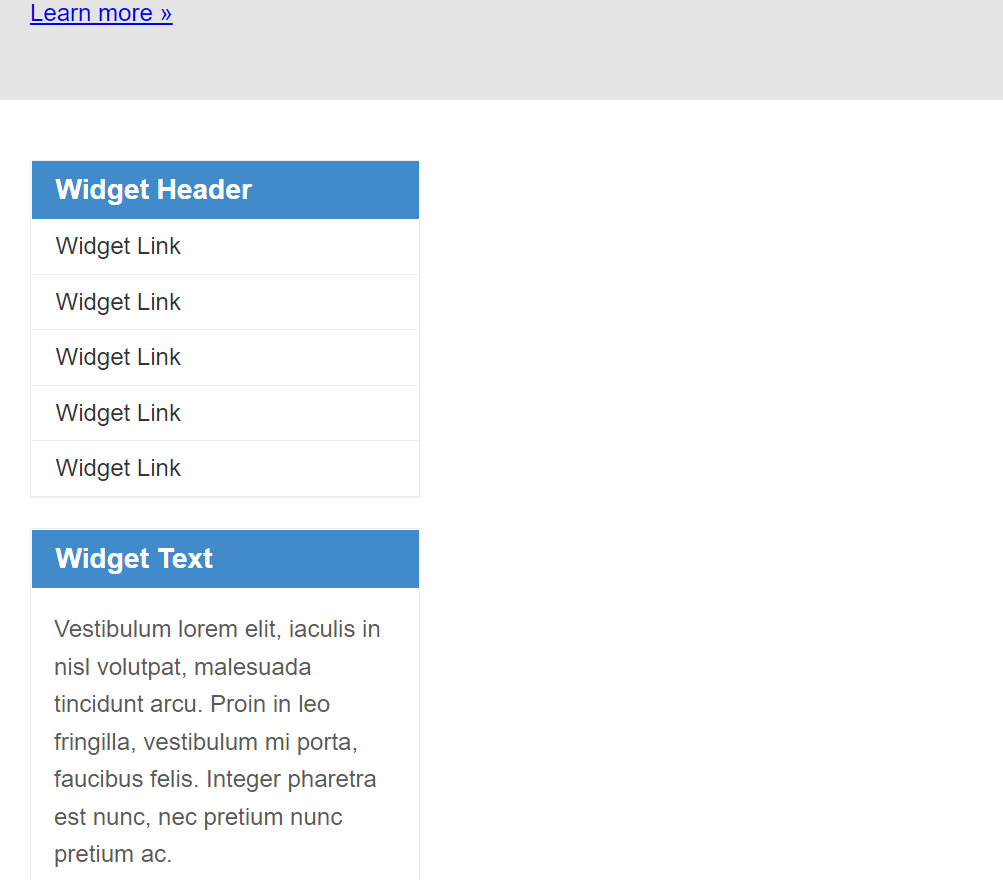 Learn more »
Widget Header
Widget Link
Widget Link
Widget Link
Widget Link
Widget Link
Widget Text
Vestibulum lorem elit, iaculis in
nisl volutpat, malesuada
tincidunt arcu. Proin in leo
fringilla, vestibulum mi porta,
faucibus felis. Integer pharetra
est nunc, nec pretium nunc
pretium ac.